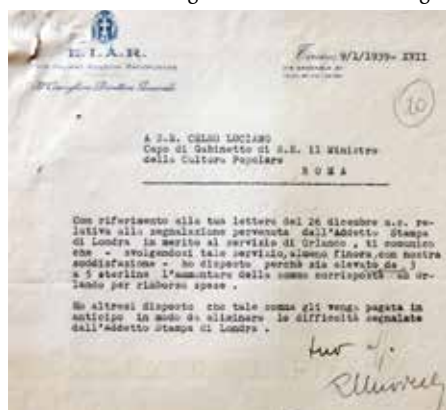 E.I.A.R.
Il Consigliere Direttore Generale
Torino, 9/1/1939- XVII
20
A S.E. CELSO LUCIANO
Capo di Gabinetto di S.E. Il Ministro
della Cultura Popolare
R O M A
Con riferimento alla tua lettera del 26 dicembre a.c. re-
lativa alla segnalazione pervenuta dall'Addetto Stampa
di Londra in merito al servizio di Orlando , ti comunico
che - svolgendosi tale servizio, almeno finora, con nostra
soddisfazione - ho disposto perchè sia elevato da 3
a 5 sterline l'ammontare della somma corrisposta ad Or-
lando per rimborso spese .
Ho altresì disposto che tale somma gli venga pagata in
anticipo in modo da eliminare le difficoltà segnalate
dall'Addetto Stampa di Londra .
tuo